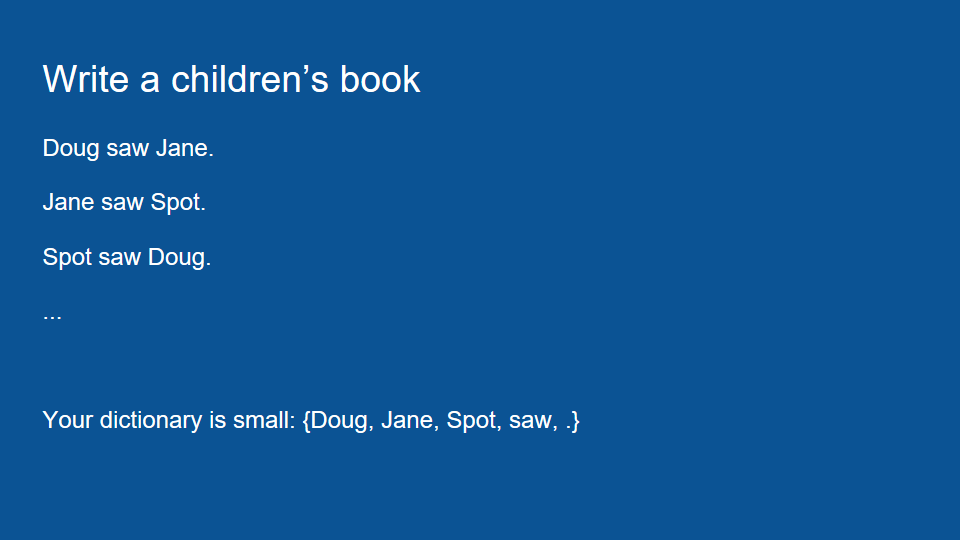 Write a children’s book
Doug saw Jane.
Jane saw Spot.
Spot saw Doug.
...
Your dictionary is small: {Doug, Jane, Spot, saw, .}